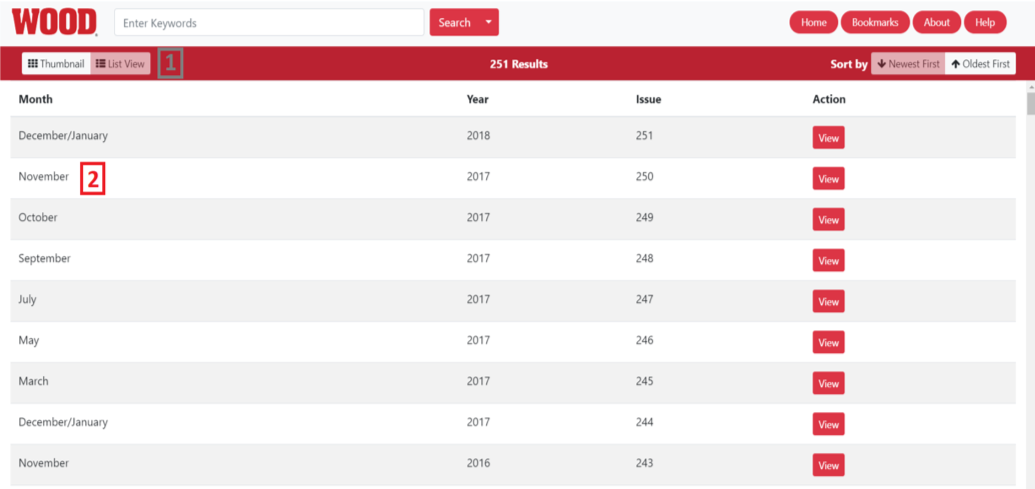 WOOD Enter Keywords Search Home Bookmarks About Help
Thumbnail List View 1 251 Results Sort by Newest First Oldest First
Month Year Issue Action
December/January 2018 251 View
November 2 2017 250 View
October 2017 249 View
September 2017 248 View
July 2017 247 View
May 2017 246 View
March 2017 245 View
December/January 2017 244 View
November 2016 243 View